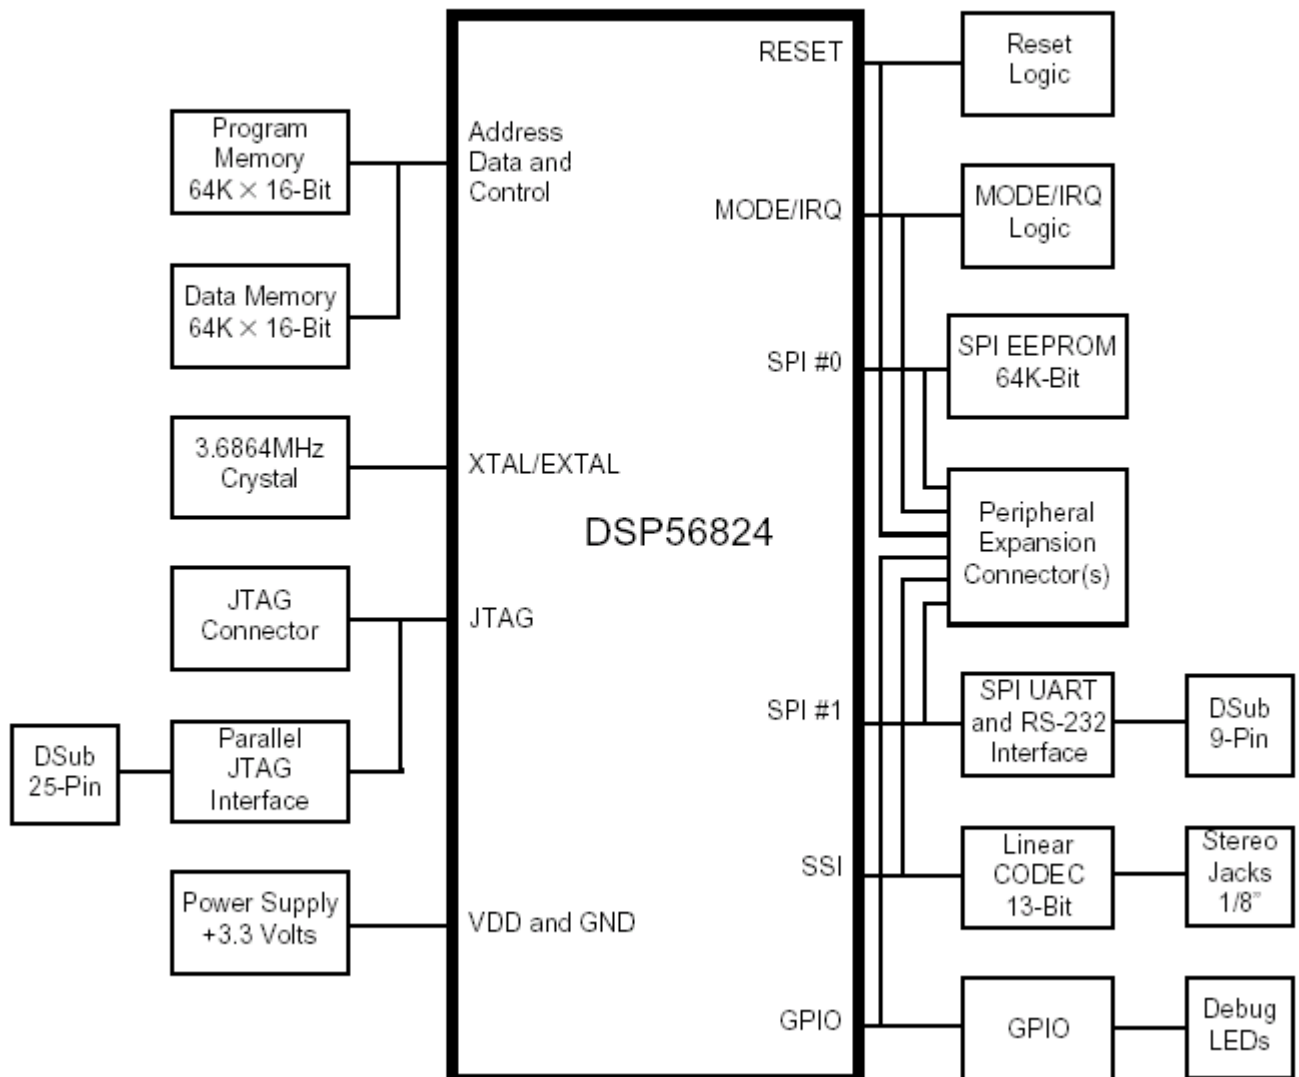 RESET
Reset
Logic
Program
Memory
64K × 16-Bit
Address
Data and
Control
MODE/IRQ
MODE/IRQ
Logic
Data Memory
64K × 16-Bit
SPI #0
SPI EEPROM
64K-Bit
3.6864MHz
Crystal
XTAL/EXTAL
DSP56824
Peripheral
Expansion
Connector(s)
JTAG
Connector
JTAG
SPI #1
SPI UART
and RS-232
Interface
DSub
9-Pin
DSub
25-Pin
Parallel
JTAG
Interface
SSI
Linear
CODEC
13-Bit
Stereo
Jacks
1/8”
Power Supply
+3.3 Volts
VDD and GND
GPIO
GPIO
Debug
LEDs